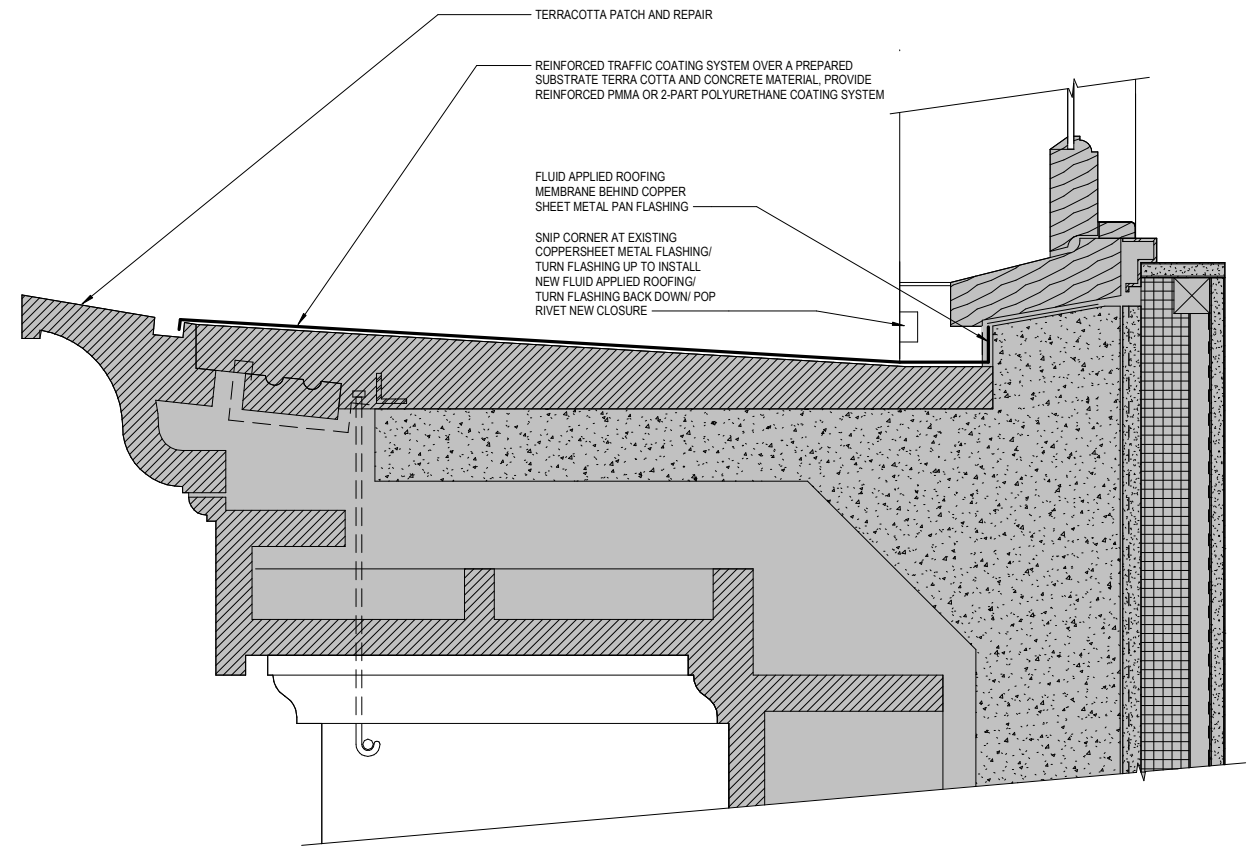 TERRACOTTA PATCH AND REPAIR
REINFORCED TRAFFIC COATING SYSTEM OVER A PREPARED
SUBSTRATE TERRA COTTA AND CONCRETE MATERIAL, PROVIDE
REINFORCED PMMA OR 2-PART POLYURETHANE COATING SYSTEM
FLUID APPLIED ROOFING
MEMBRANE BEHIND COPPER
SHEET METAL PAN FLASHING
SNIP CORNER AT EXISTING
COPPERSHEET METAL FLASHING/
TURN FLASHING UP TO INSTALL
NEW FLUID APPLIED ROOFING/
TURN FLASHING BACK DOWN/ POP
RIVET NEW CLOSURE